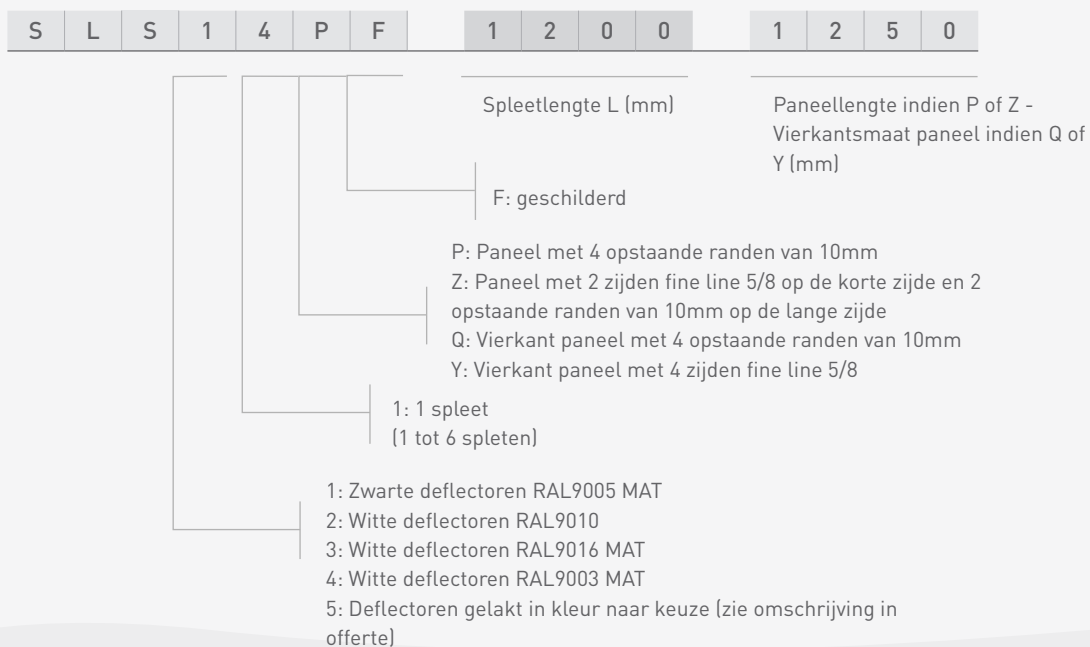 S L S 1 4 P F 1 2 0 0 1 2 5 0
Spleetlengte L (mm)
Paneellengte indien P of Z -
Vierkantsmaat paneel indien Q of
Y (mm)
F: geschilderd
P: Paneel met 4 opstaande randen van 10mm
Z: Paneel met 2 zijden fine line 5/8 op de korte zijde en 2
opstaande randen van 10mm op de lange zijde
Q: Vierkant paneel met 4 opstaande randen van 10mm
Y: Vierkant paneel met 4 zijden fine line 5/8
1: 1 spleet
(1 tot 6 spleten)
1: Zwarte deflectoren RAL9005 MAT
2: Witte deflectoren RAL9010
3: Witte deflectoren RAL9016 MAT
4: Witte deflectoren RAL9003 MAT
5: Deflectoren gelakt in kleur naar keuze (zie omschrijving in
offerte)